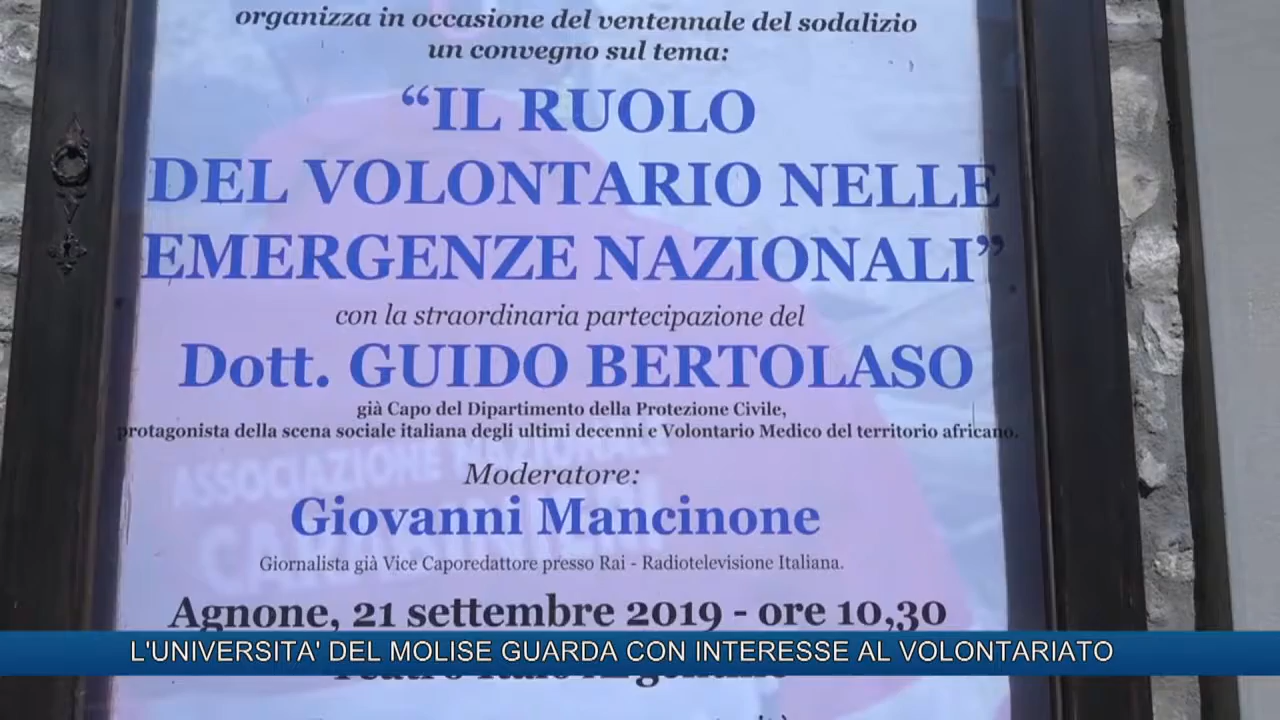 organizza in occasione del ventennale del sodalizio
un convegno sul tema:
“IL RUOLO
DEL VOLONTARIO NELLE
EMERGENZE NAZIONALI”
con la straordinaria partecipazione del
Dott. GUIDO BERTOLASO
già Capo del Dipartimento della Protezione Civile,
protagonista della scena sociale italiana degli ultimi decenni e Volontario Medico del territorio africano.
ASSOCIAZIONE NAZIONALE
Moderatore:
Giovanni Mancinone
Giornalista già Vice Caporedattore presso Rai - Radiotelevisione Italiana.
Agnone, 21 settembre 2019 - ore 10,30
L'UNIVERSITA' DEL MOLISE GUARDA CON INTERESSE AL VOLONTARIATO